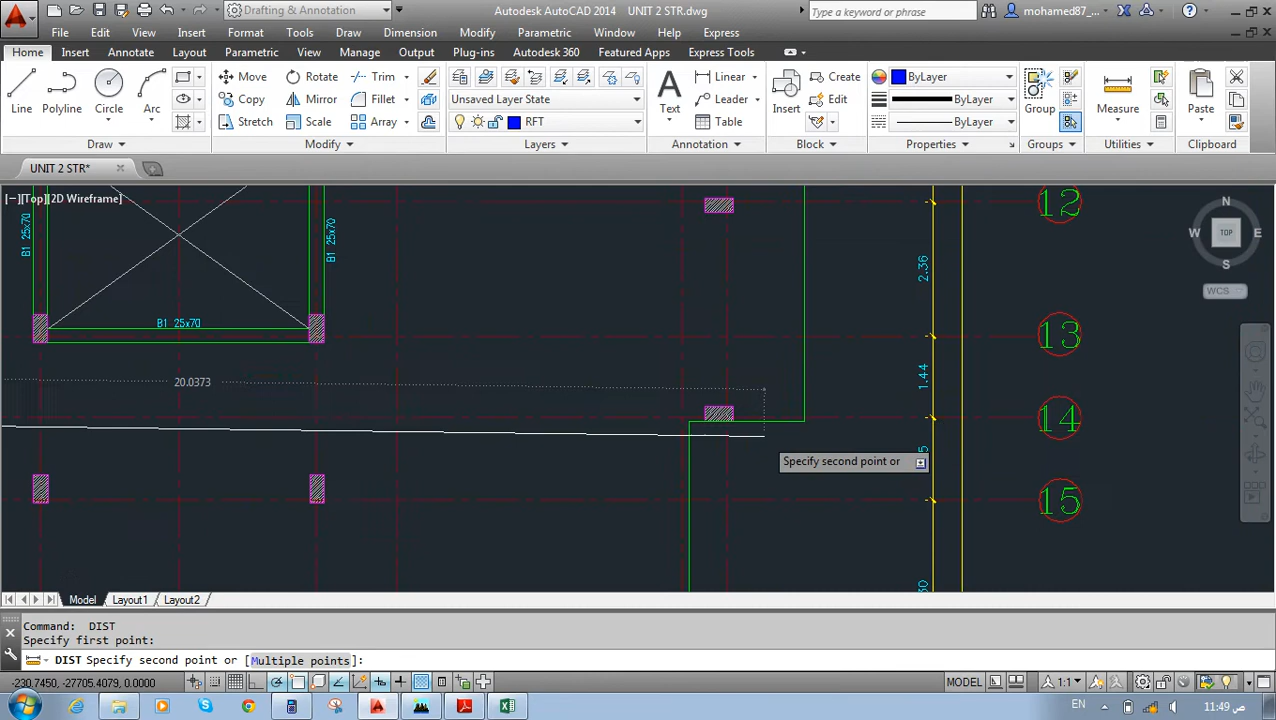 Drafting & Annotation
Autodesk AutoCAD 2014 UNIT 2 STR.dwg
Type a keyword or phrase
mohamed87_...
File Edit View Insert Format Tools Draw Dimension Modify Parametric Window Help Express
Home Insert Annotation Layout Parametric View Manage Output Plug-ins Autodesk 360 Featured Apps Express Tools
Line Polyline Circle Arc
Move Rotate Trim
Copy Mirror Fillet
Stretch Scale Array
Unsaved Layer State
RFT
Text
Linear
Leader
Table
Insert
Create
Edit
ByLayer
ByLayer
ByLayer
Group
Measure
Paste
Draw Modify Layers Annotation Block Properties Groups Utilities Clipboard
UNIT 2 STR*
[−][Top][2D Wireframe]
N
W TOP E
S
WCS
12
B1 25x70
B1 25x70
2.36
B1 25x70
13
1.44
20.0373
14
Specify second point or
5
15
30
Model Layout1 Layout2
Command: DIST
Specify first point:
DIST Specify second point or [Multiple points]:
-230.7450, -27705.4079, 0.0000
MODEL
1:1
EN
11:49 ص